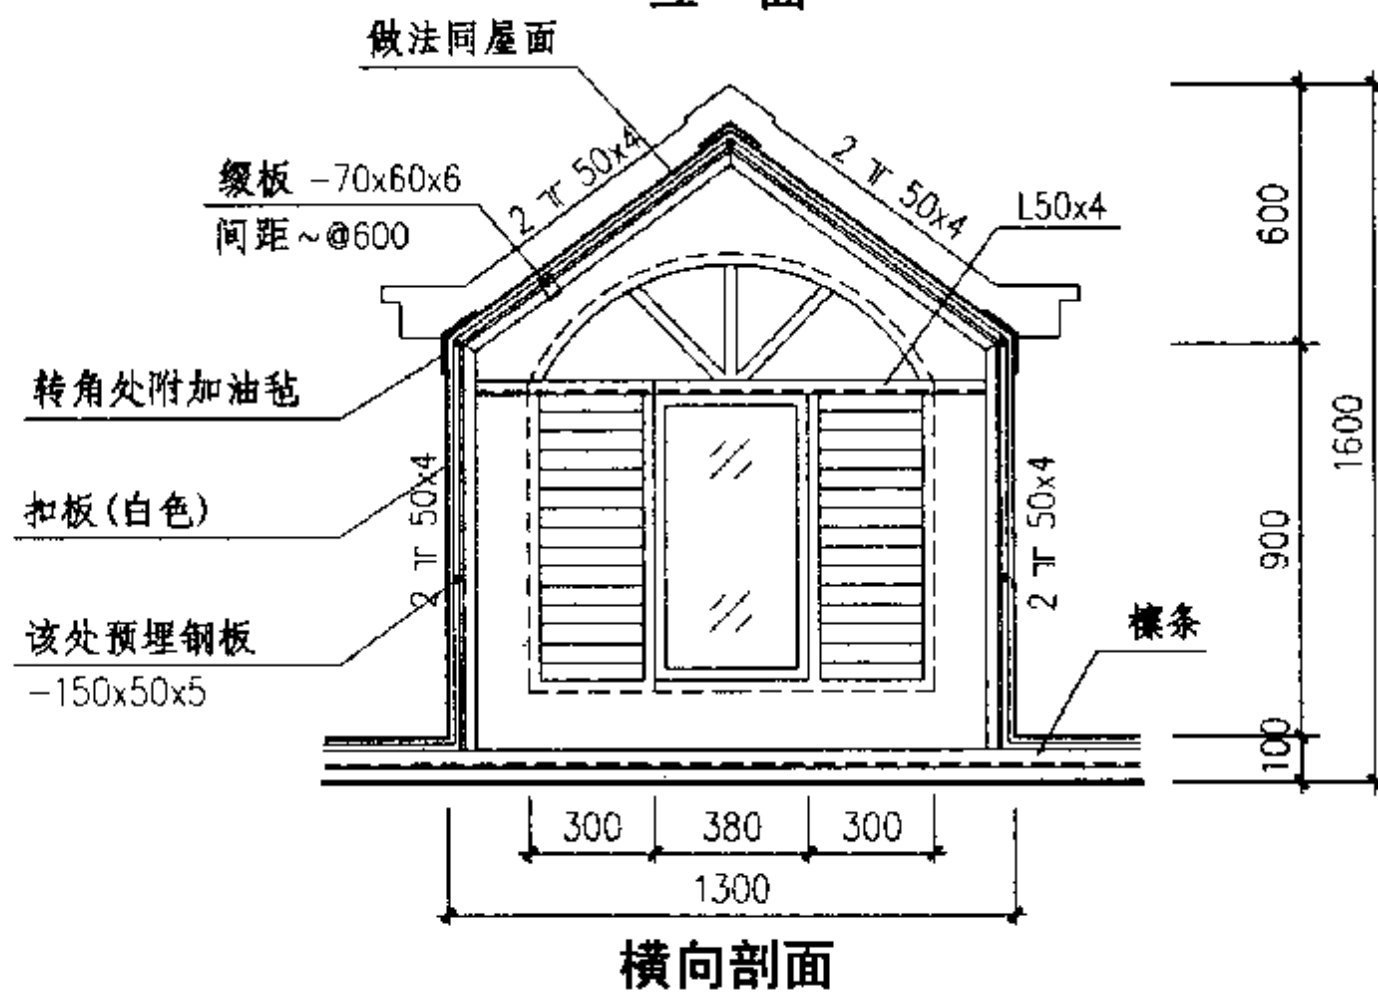 面
做法同屋面
缀板 -70x60x6
间距~@600
2 ┰ 50x4
2 ┰ 50x4
L50x4
转角处附加油毡
扣板(白色)
该处预埋钢板
-150x50x5
2 ┰ 50x4
2 ┰ 50x4
檩条
600
900
100
1600
300 380 300
1300
横向剖面